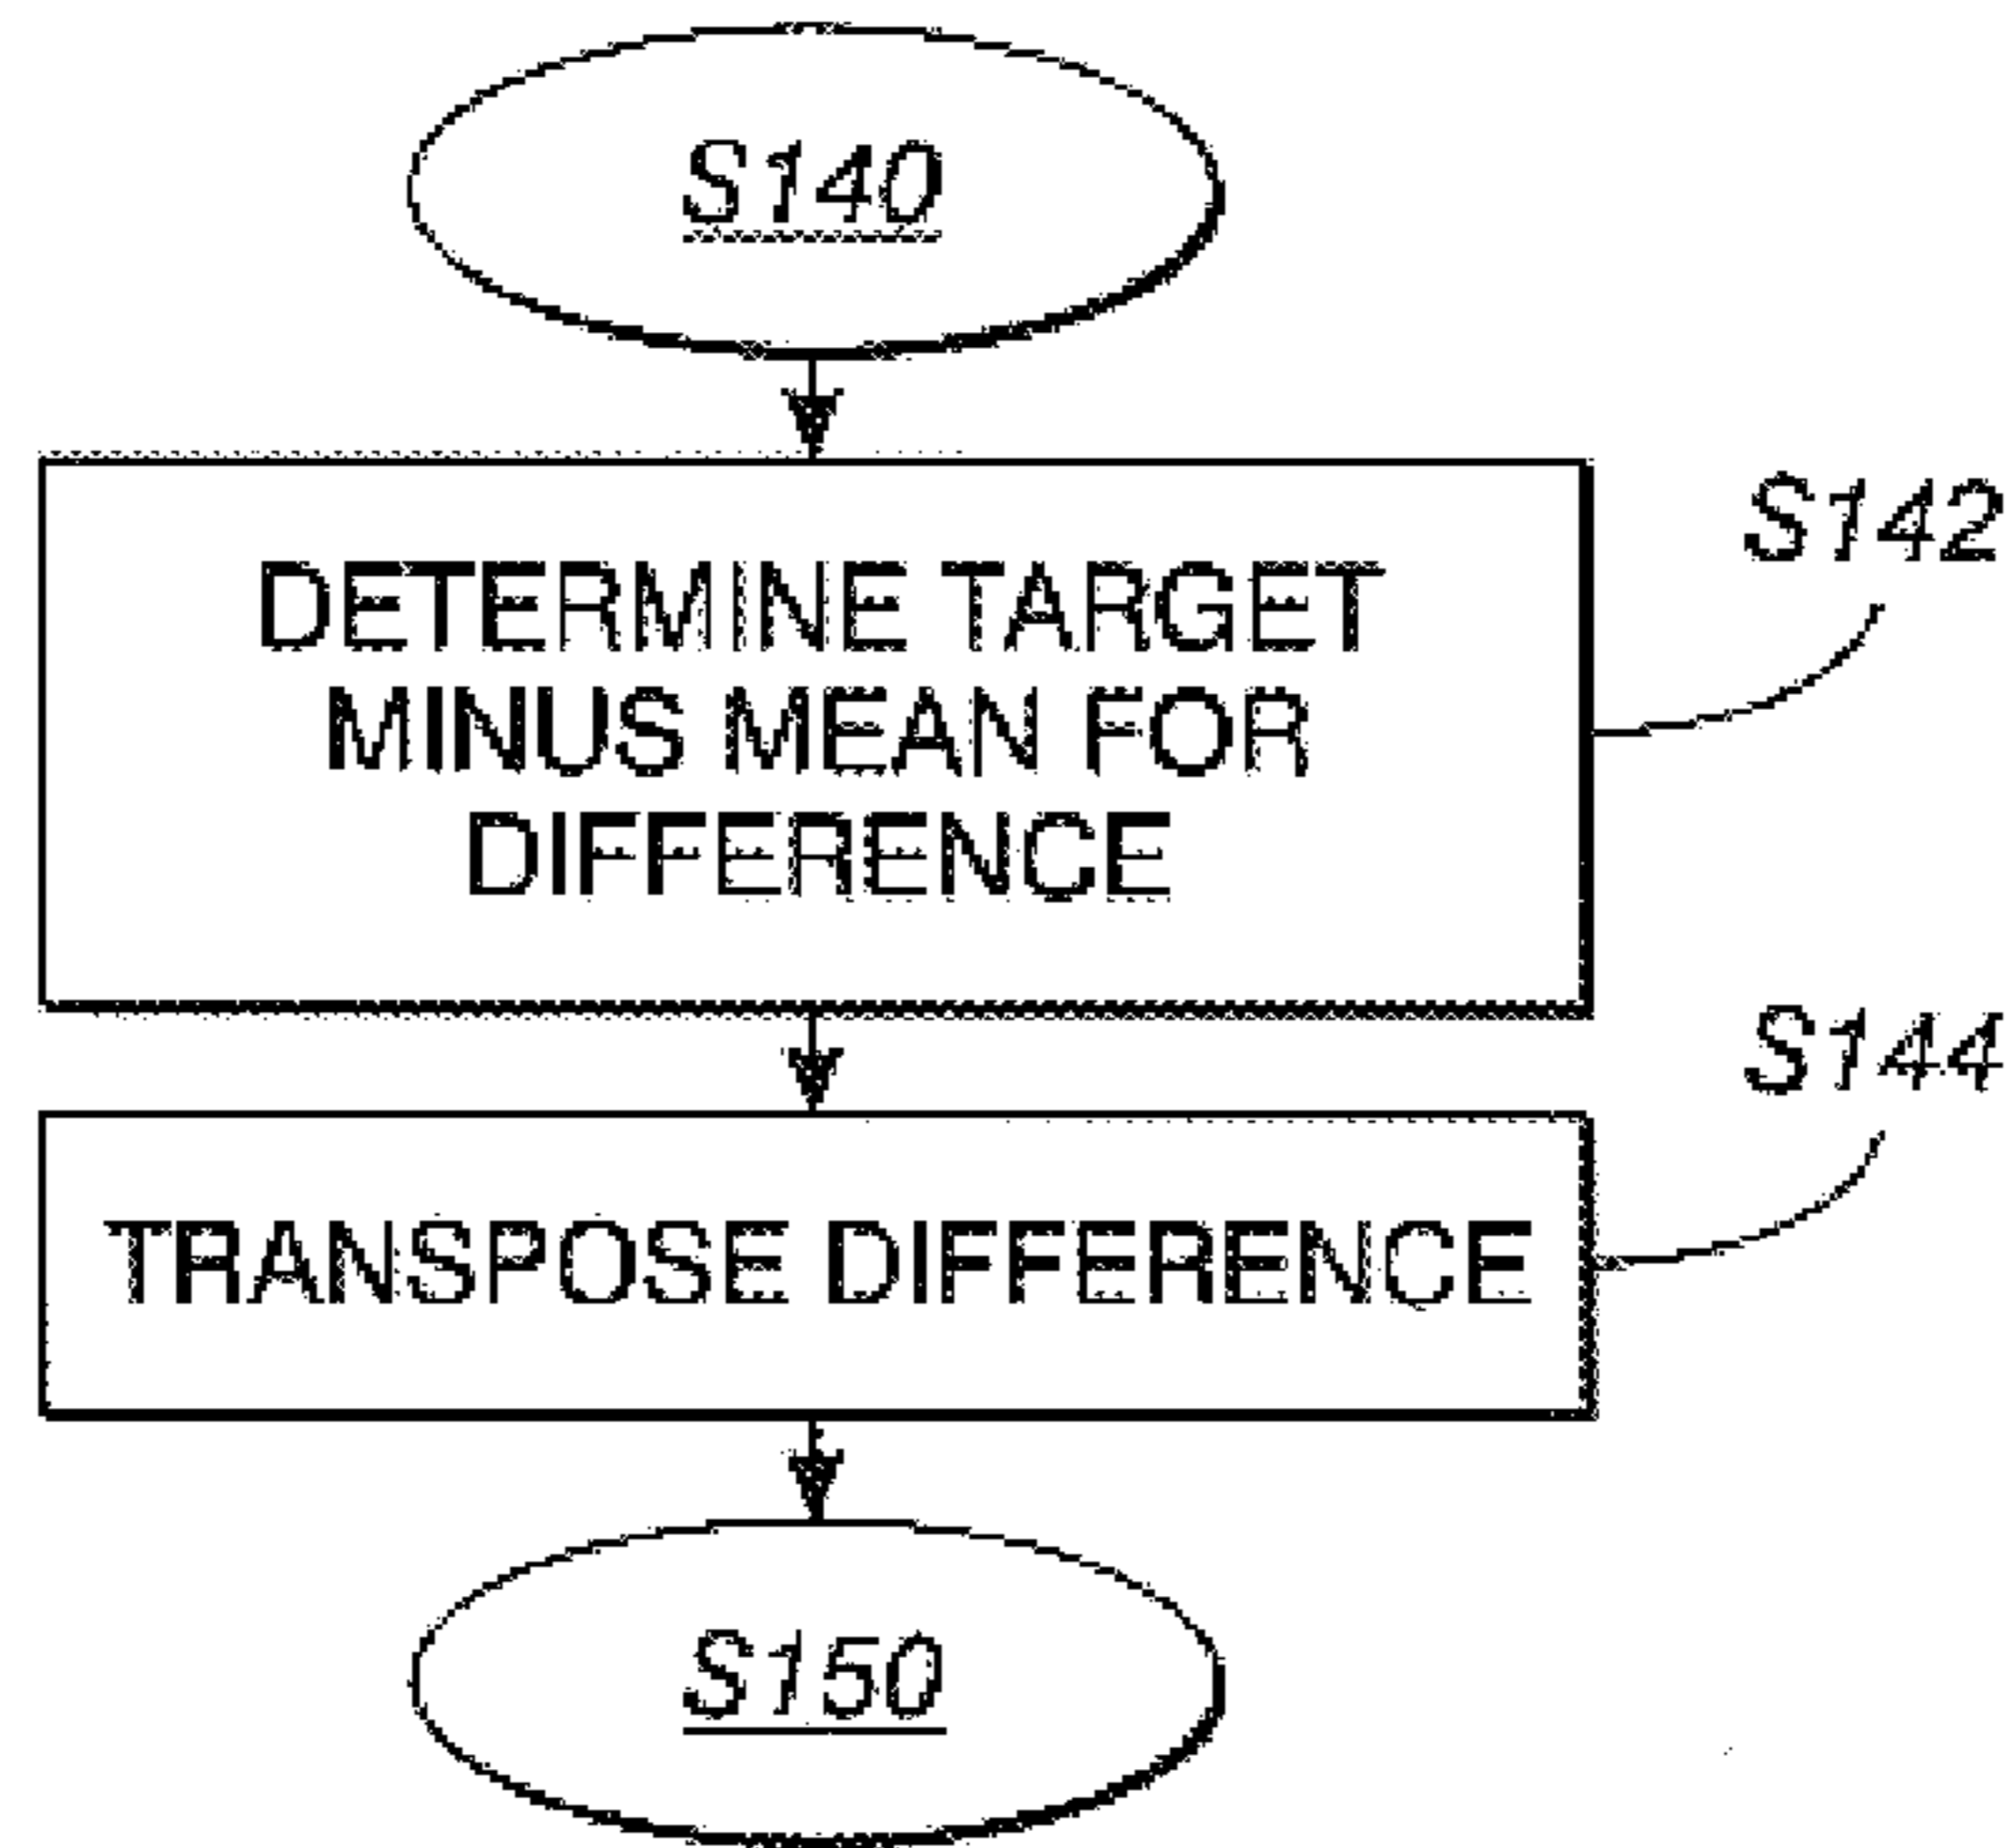 S140
S142
DETERMINE TARGET
MINUS MEAN FOR
DIFFERENCE
S144
TRANSPOSE DIFFERENCE
S150